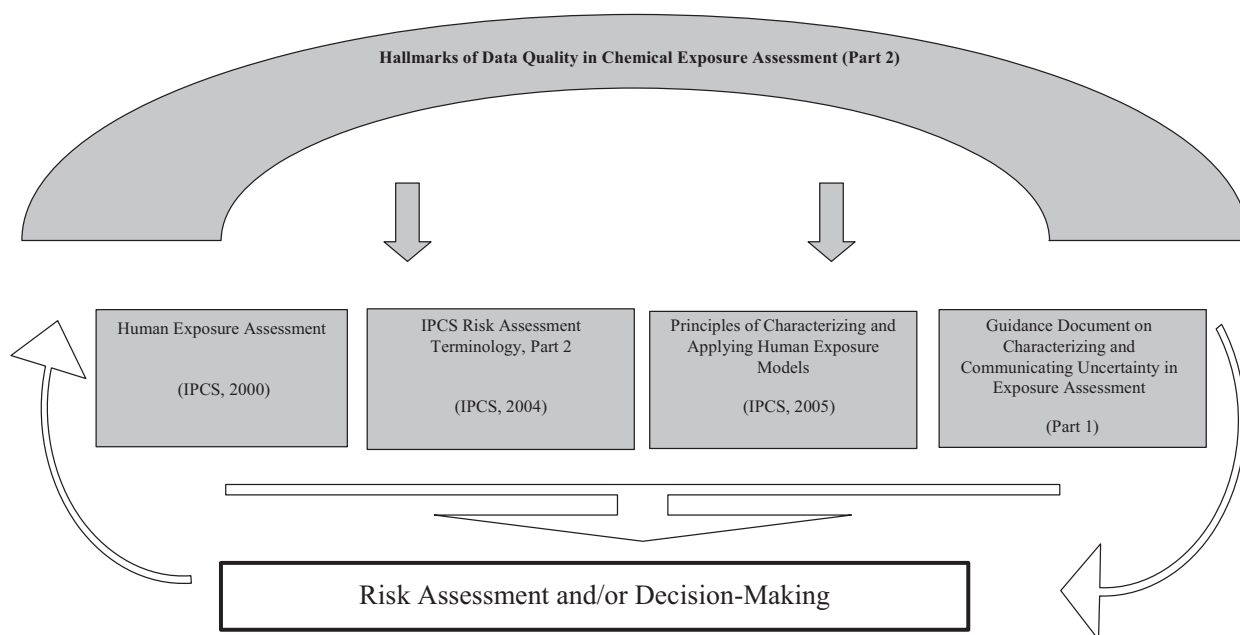 Hallmarks of Data Quality in Chemical Exposure Assessment (Part 2)
Human Exposure Assessment
(IPCS, 2000)
IPCS Risk Assessment
Terminology, Part 2
(IPCS, 2004)
Principles of Characterizing and
Applying Human Exposure
Models
(IPCS, 2005)
Guidance Document on
Characterizing and
Communicating Uncertainty in
Exposure Assessment
(Part 1)
Risk Assessment and/or Decision-Making